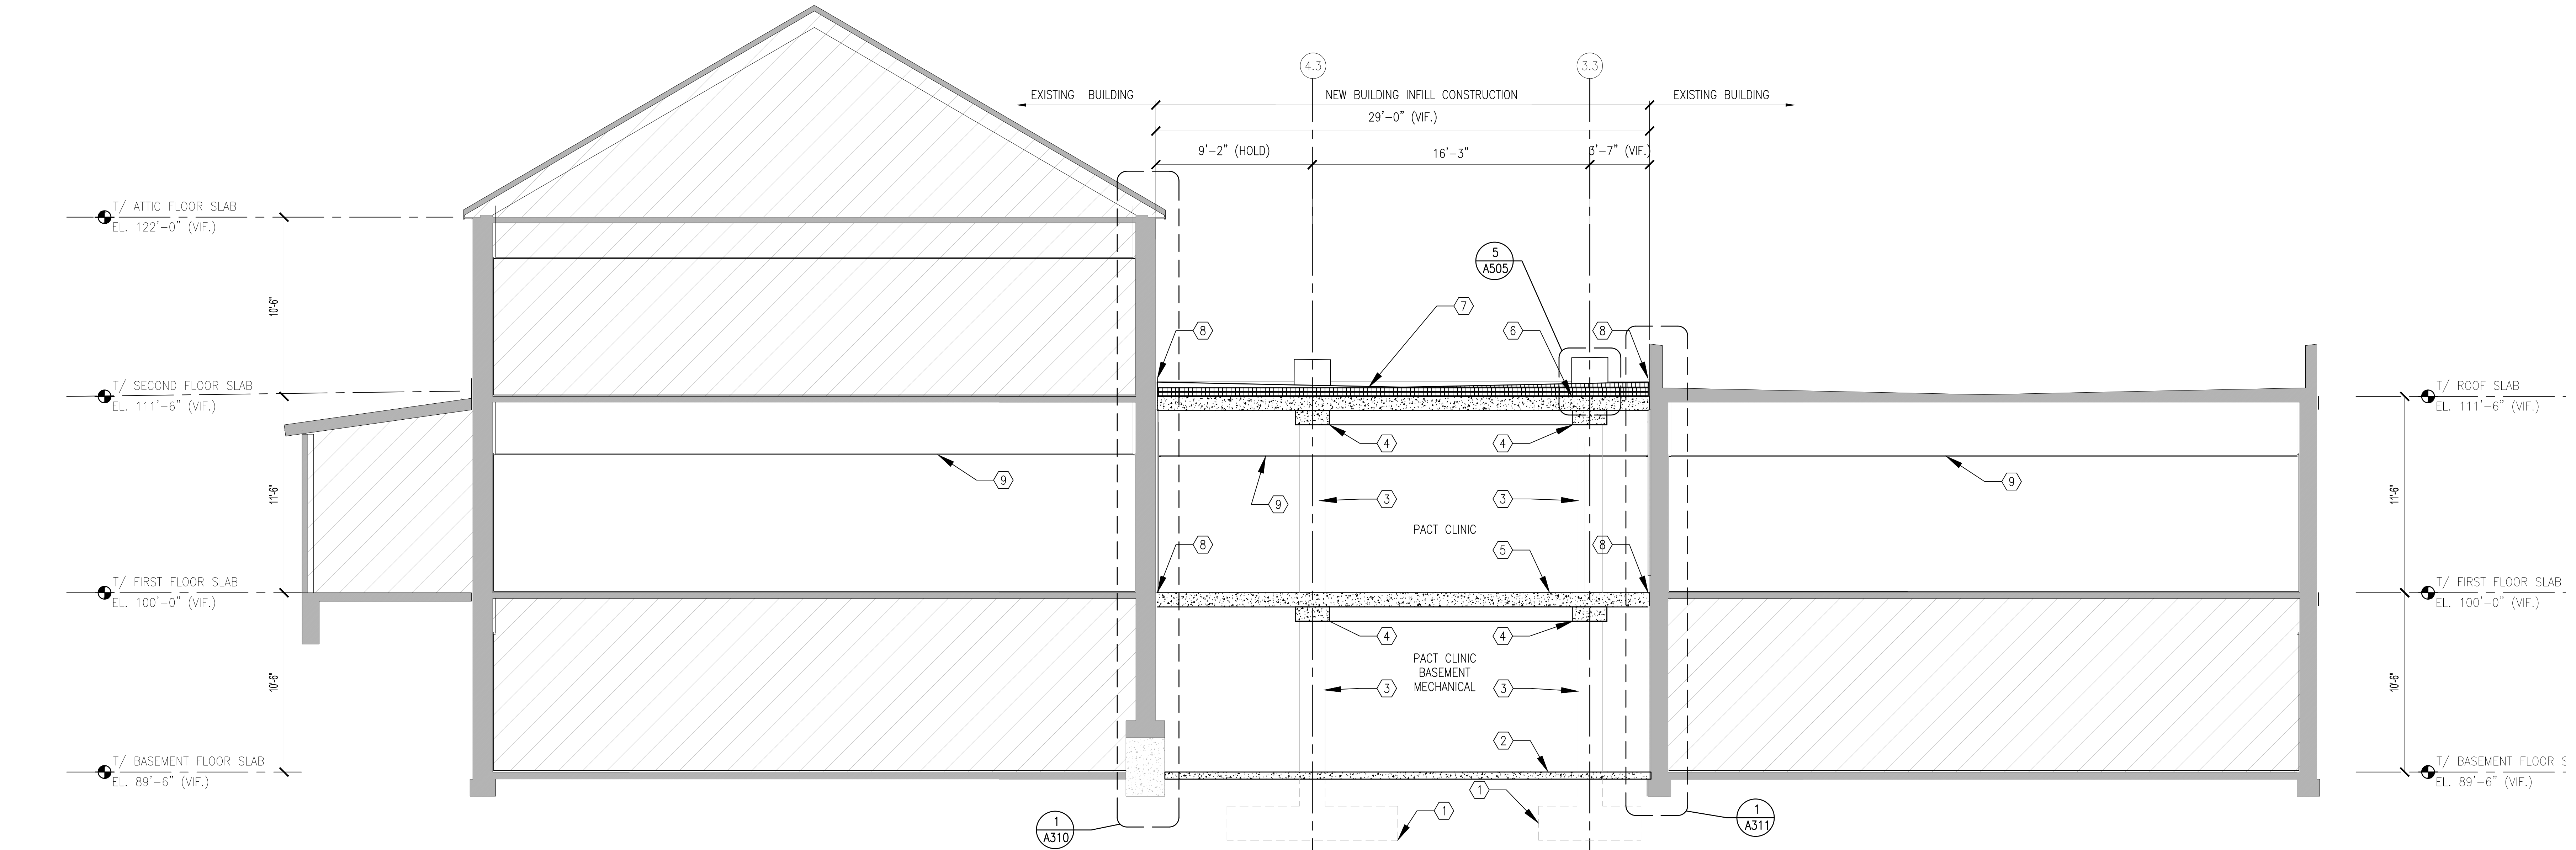 4.3
3.3
EXISTING BUILDING
NEW BUILDING INFILL CONSTRUCTION
EXISTING BUILDING
29'-0" (VIF.)
9'-2" (HOLD)
16'-3"
3'-7" (VIF.)
T/ ATTIC FLOOR SLAB
EL. 122'-0" (VIF.)
5
A505
10'-6"
7
8
6
8
T/ SECOND FLOOR SLAB
EL. 111'-6" (VIF.)
T/ ROOF SLAB
EL. 111'-6" (VIF.)
4
4
9
9
9
11'-6"
3
3
11'-6"
PACT CLINIC
8
5
8
T/ FIRST FLOOR SLAB
EL. 100'-0" (VIF.)
T/ FIRST FLOOR SLAB
EL. 100'-0" (VIF.)
4
4
PACT CLINIC
BASEMENT
MECHANICAL
10'-6"
3
3
10'-6"
2
T/ BASEMENT FLOOR SLAB
EL. 89'-6" (VIF.)
T/ BASEMENT FLOOR
EL. 89'-6" (VIF.)
1
1
1
A310
1
A311